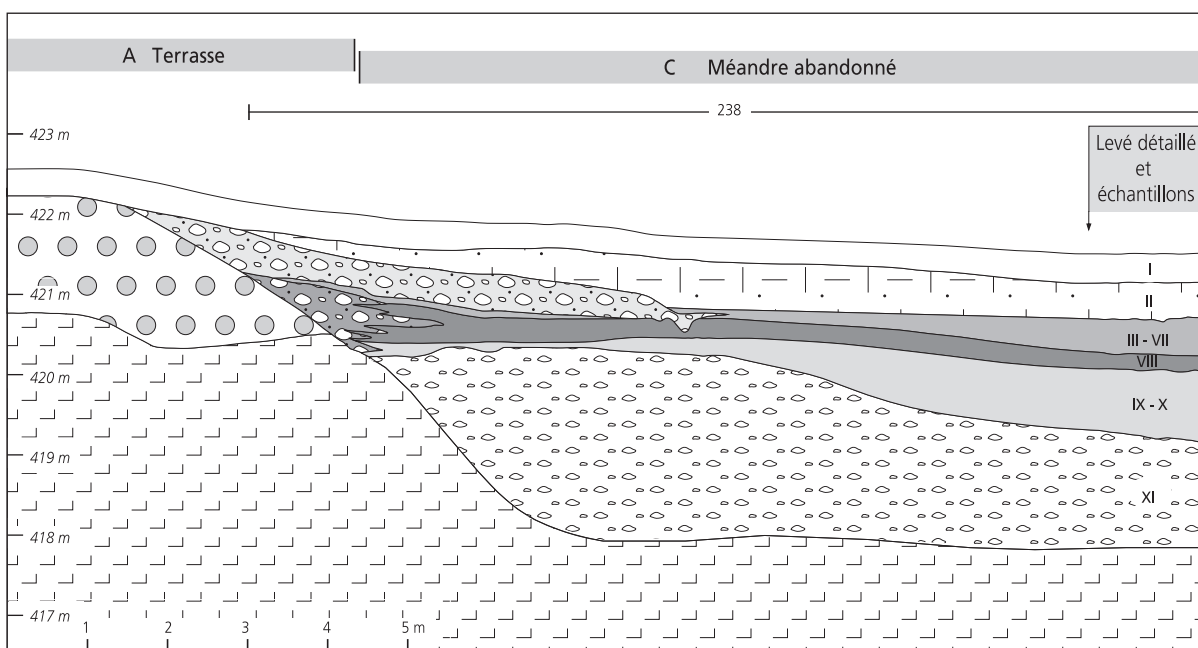 A Terrasse
C Méandre abandonné
238
423 m
Levé détaillé
et
échantillons
422 m
I
421 m
II
III - VII
VIII
420 m
IX - X
419 m
XI
418 m
417 m
1 2 3 4 5 m